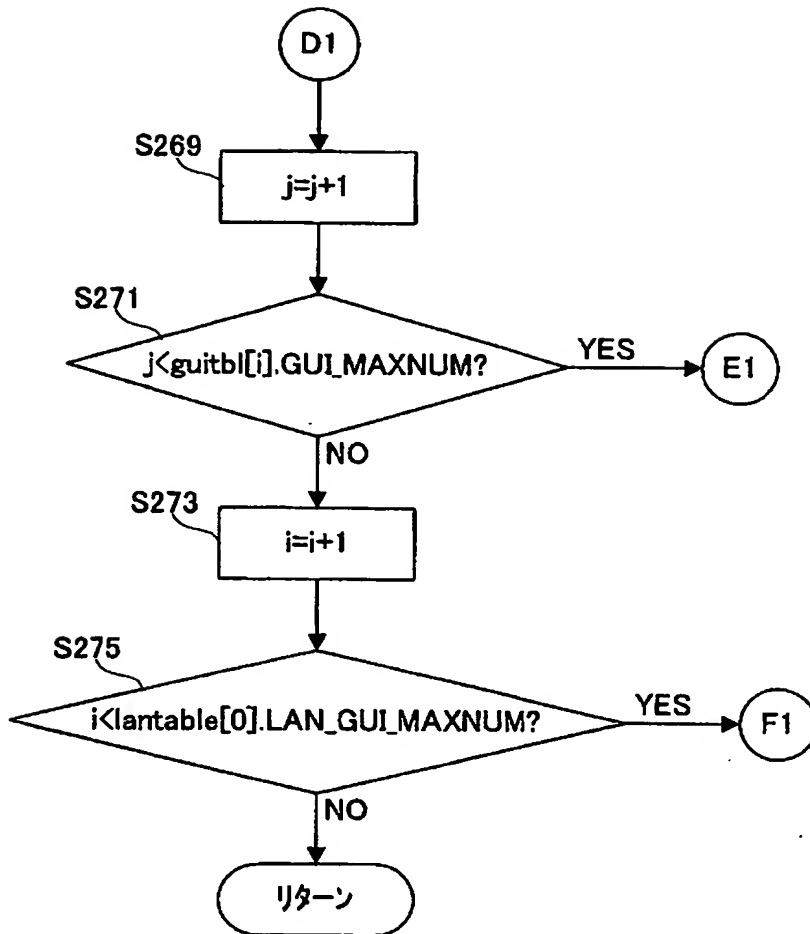 D1
S269
j=j+1
S271
j<guitbl[i].GUI_MAXNUM?
YES
E1
NO
S273
i=i+1
S275
i<lantable[0].LAN_GUI_MAXNUM?
YES
F1
NO
リターン